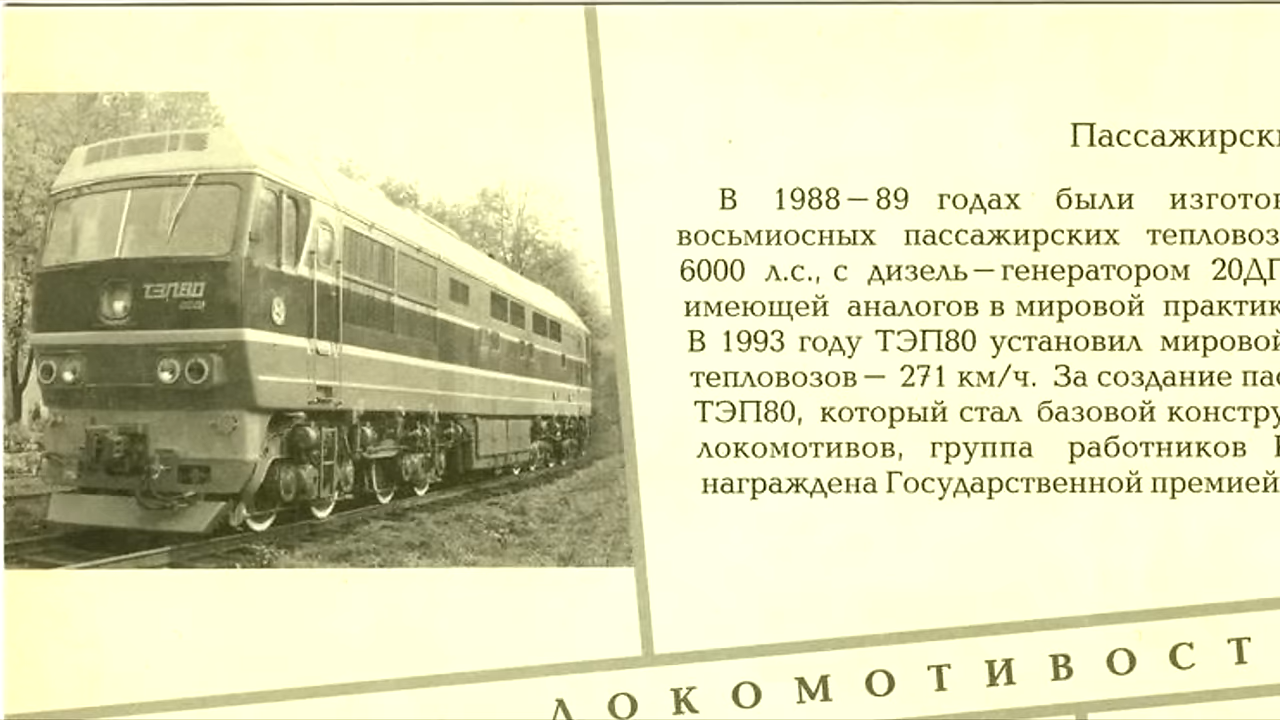 ТЭП80
Пассажирск
В 1988—89 годах были изгото
восьмиосных пассажирских тепловоз
6000 л.с., с дизель—генератором 20ДГ
имеющей аналогов в мировой практик
В 1993 году ТЭП80 установил мировой
тепловозов— 271 км/ч. За создание пас
ТЭП80, который стал базовой констру
локомотивов, группа работников
награждена Государственной премией
ЛОКОМОТИВОСТ